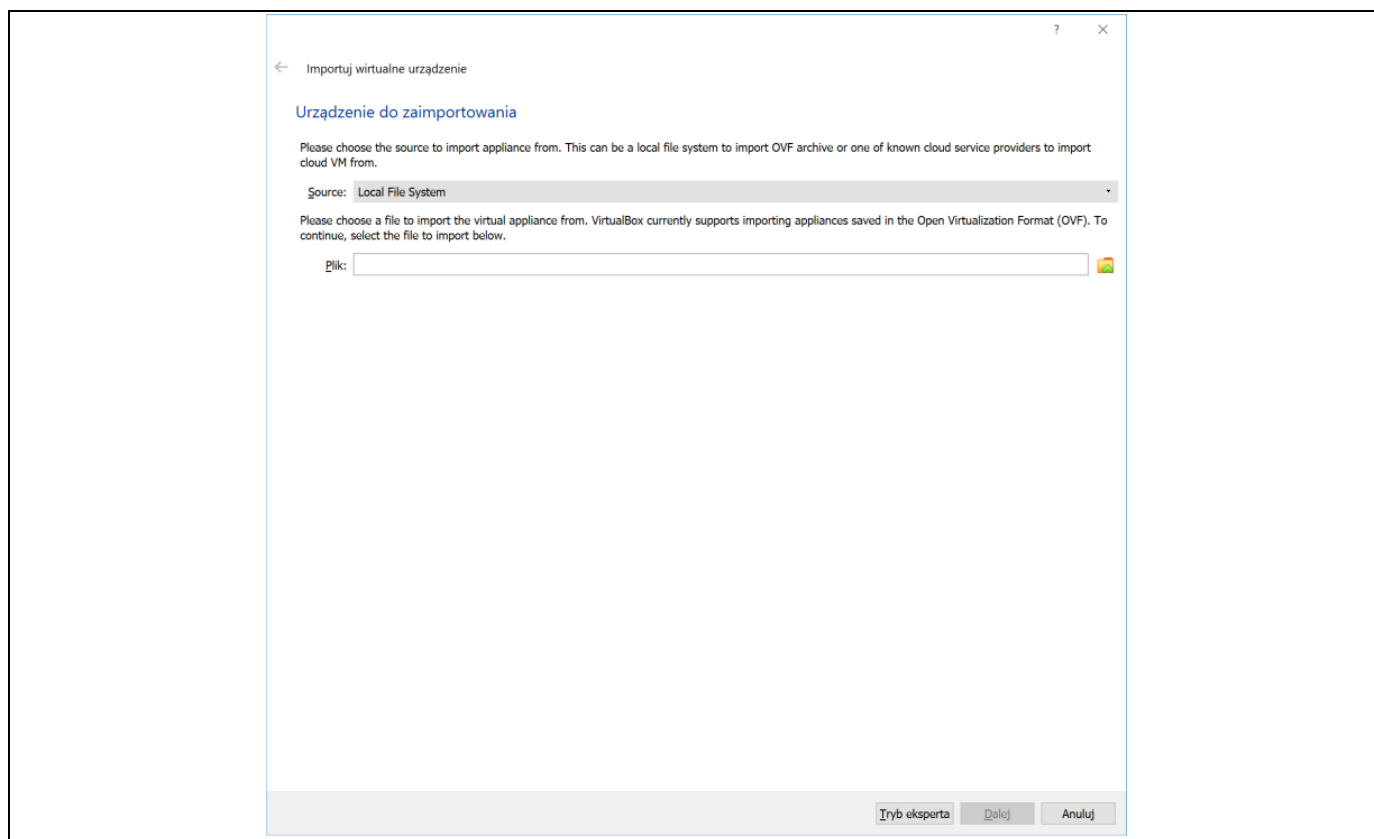 ?
Importuj wirtualne urządzenie
Urządzenie do zaimportowania
Please choose the source to import appliance from. This can be a local file system to import OVF archive or one of known cloud service providers to import
cloud VM from.
Source: Local File System
Please choose a file to import the virtual appliance from. VirtualBox currently supports importing appliances saved in the Open Virtualization Format (OVF). To
continue, select the file to import below.
Plik:
Tryb eksperta Dalej Anuluj